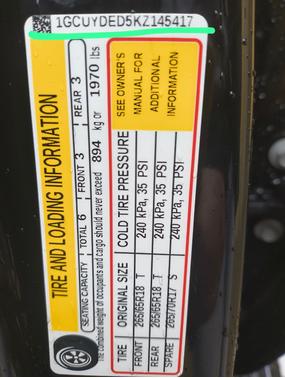 1GCUYDED5KZ145417
TIRE AND LOADING INFORMATION
SEATING CAPACITY TOTAL 6 FRONT 3 REAR 3
The combined weight of occupants and cargo should never exceed 894 kg or 1970 lbs
TIRE ORIGINAL SIZE COLD TIRE PRESSURE SEE OWNER'S MANUAL FOR ADDITIONAL INFORMATION
FRONT 265/65R18 T 240 kPa, 35 PSI
REAR 265/65R18 T 240 kPa, 35 PSI
SPARE 265/70R17 S 240 kPa, 35 PSI